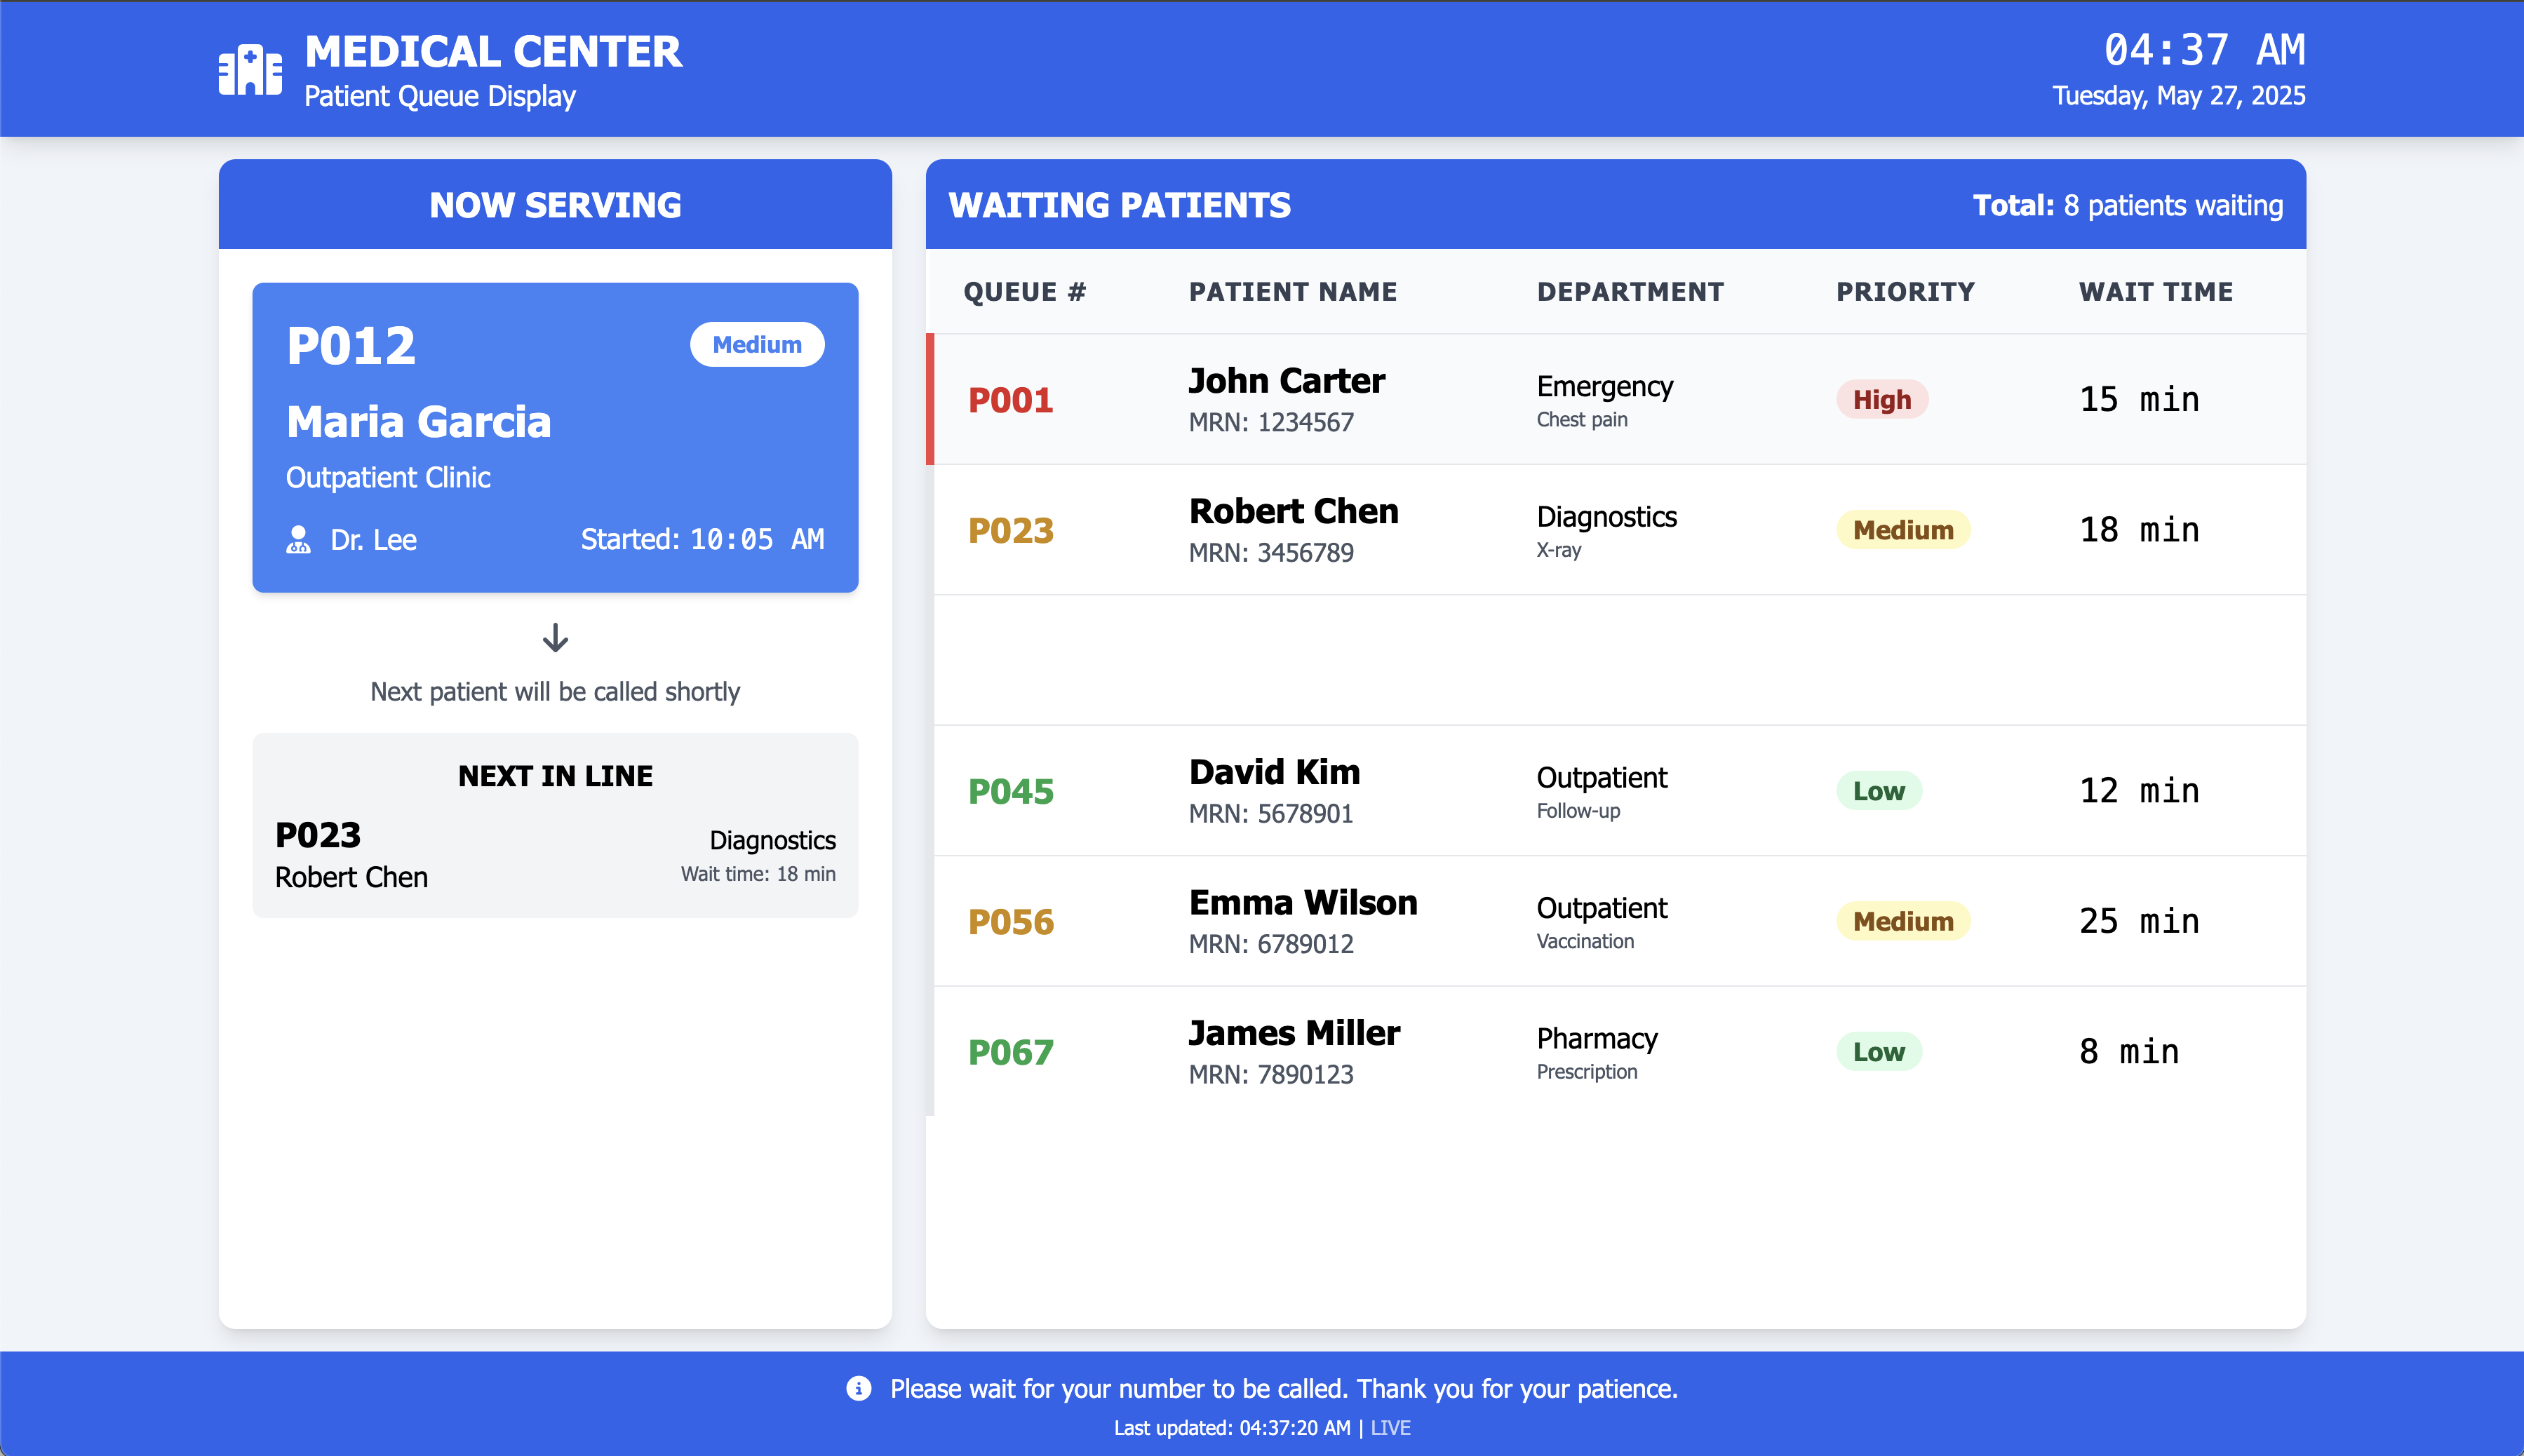 MEDICAL CENTER
Patient Queue Display
04:37 AM
Tuesday, May 27, 2025
NOW SERVING
P012 Medium
Maria Garcia
Outpatient Clinic
Dr. Lee Started: 10:05 AM
Next patient will be called shortly
NEXT IN LINE
P023 Diagnostics
Robert Chen Wait time: 18 min
WAITING PATIENTS Total: 8 patients waiting
QUEUE # PATIENT NAME DEPARTMENT PRIORITY WAIT TIME
P001 John Carter Emergency High 15 min
MRN: 1234567 Chest pain
P023 Robert Chen Diagnostics Medium 18 min
MRN: 3456789 X-ray
P045 David Kim Outpatient Low 12 min
MRN: 5678901 Follow-up
P056 Emma Wilson Outpatient Medium 25 min
MRN: 6789012 Vaccination
P067 James Miller Pharmacy Low 8 min
MRN: 7890123 Prescription
Please wait for your number to be called. Thank you for your patience.
Last updated: 04:37:20 AM | LIVE